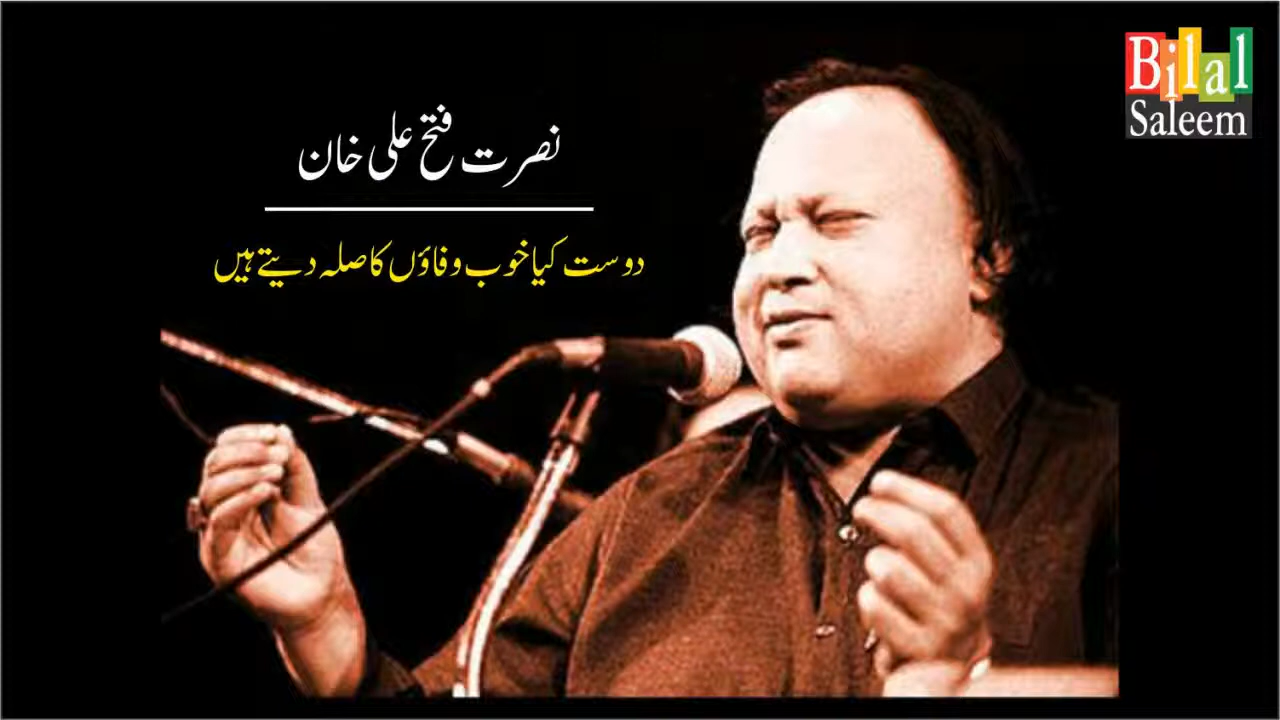 Bilal
Saleem
نصرت فتح علی خان
دوست کیا خوب وفاؤں کا صلہ دیتے ہیں